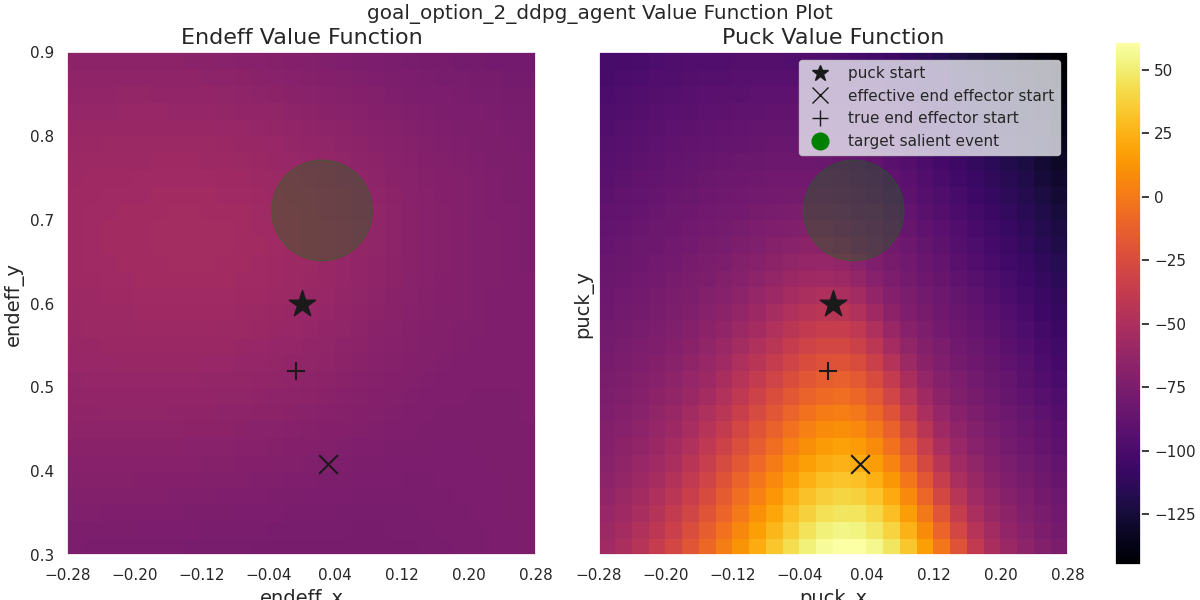 goal_option_2_ddpg_agent Value Function Plot
Endeff Value Function
Puck Value Function
puck start
effective end effector start
true end effector start
target salient event
0.9
0.8
0.7
0.6
0.5
0.4
0.3
endeff_y
−0.28 −0.20 −0.12 −0.04 0.04 0.12 0.20 0.28
endeff_x
puck_y
−0.28 −0.20 −0.12 −0.04 0.04 0.12 0.20 0.28
puck_x
50
25
0
−25
−50
−75
−100
−125